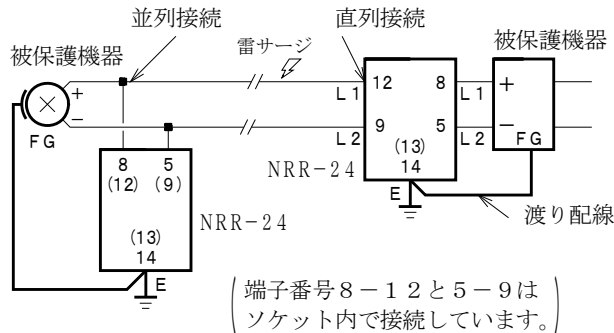 並列接続
雷サージ
直列接続
被保護機器
被保護機器
+
−
FG
L1
L2
12
8
9
5
(13)
14
L1
L2
+
−
FG
NRR-24
E
渡り配線
8
5
(12)
(9)
(13)
14
NRR-24
E
端子番号8-12と5-9は
ソケット内で接続しています。